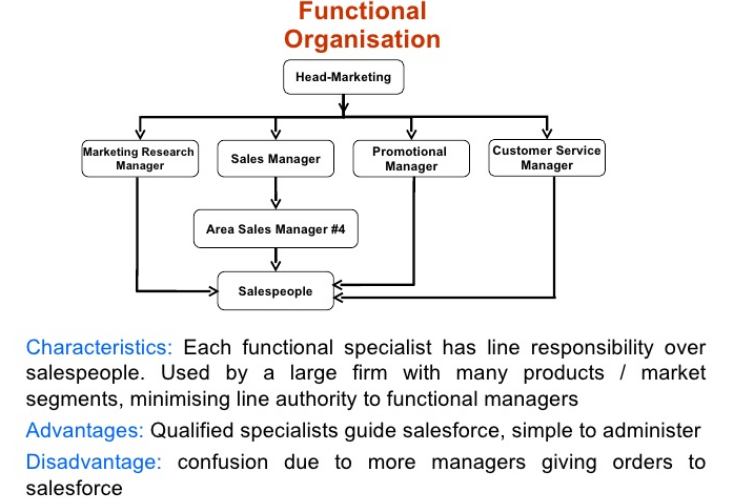 Functional
Organisation
Head-Marketing
Marketing Research
Manager
Sales Manager
Promotional
Manager
Customer Service
Manager
Area Sales Manager #4
Salespeople
Characteristics: Each functional specialist has line responsibility over
salespeople. Used by a large firm with many products / market
segments, minimising line authority to functional managers
Advantages: Qualified specialists guide salesforce, simple to administer
Disadvantage: confusion due to more managers giving orders to
salesforce